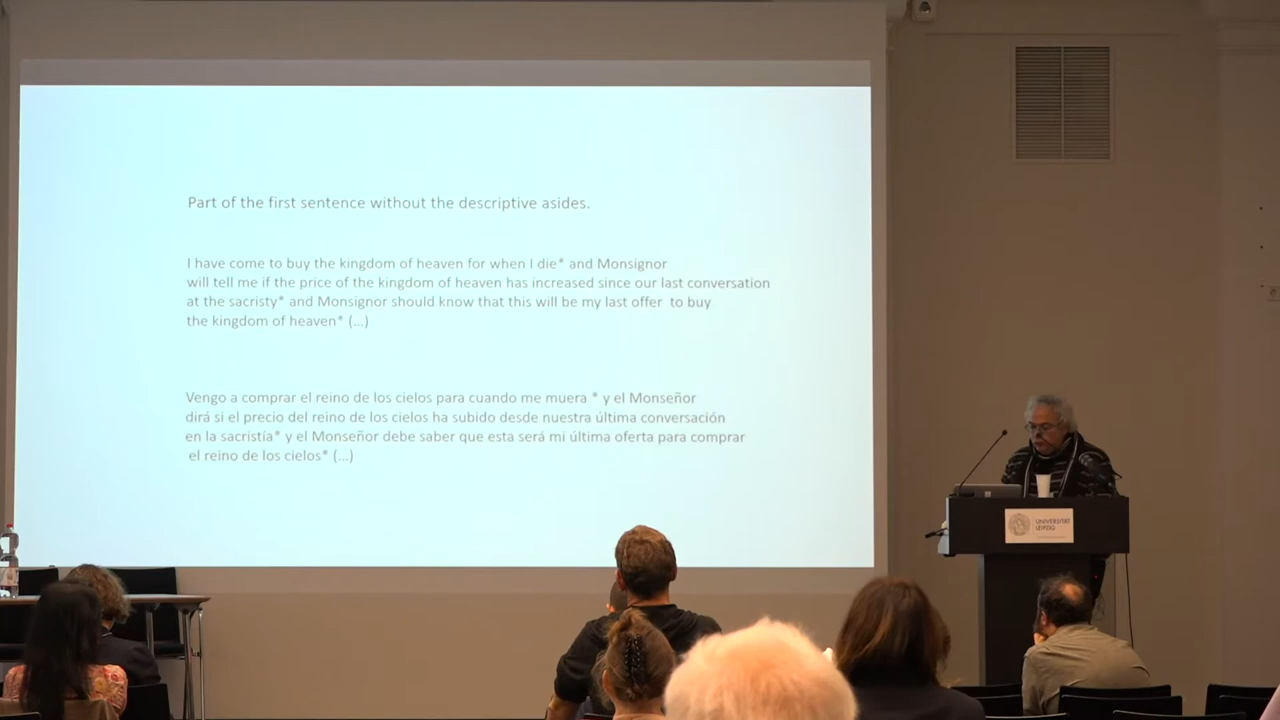 Part of the first sentence without the descriptive asides.
I have come to buy the kingdom of heaven for when I die* and Monsignor
will tell me if the price of the kingdom of heaven has increased since our last conversation
at the sacristy* and Monsignor should know that this will be my last offer to buy
the kingdom of heaven* (...)
Vengo a comprar el reino de los cielos para cuando me muera * y el Monseñor
dirá si el precio del reino de los cielos ha subido desde nuestra última conversación
en la sacristía* y el Monseñor debe saber que esta será mi última oferta para comprar
el reino de los cielos* (...)
UNIVERSITÄT
LEIPZIG